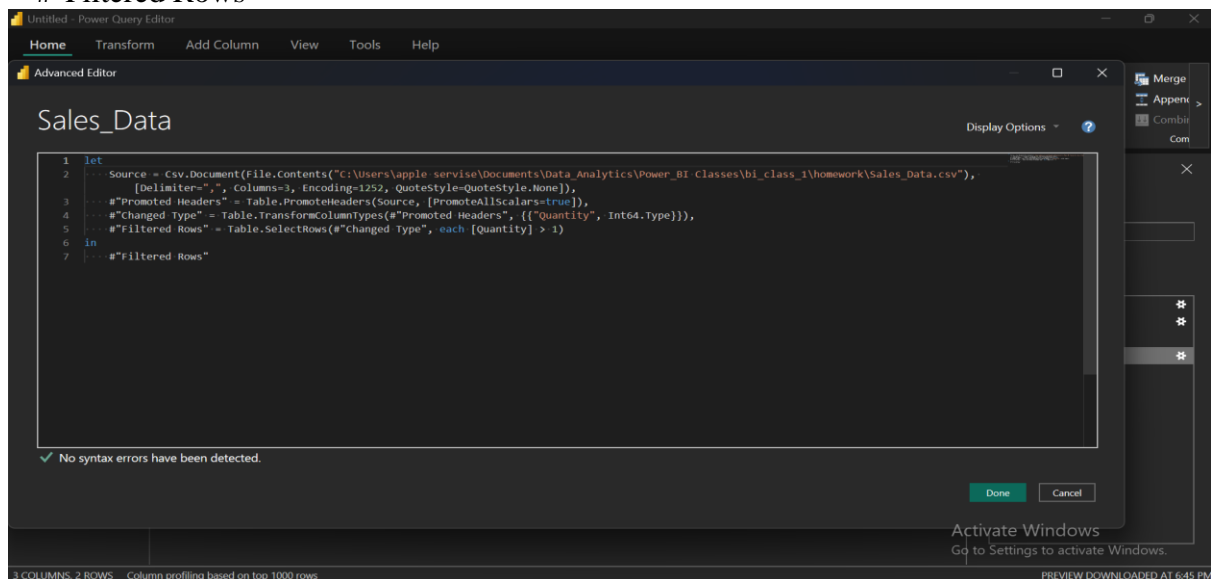 # Filtered Rows
Untitled - Power Query Editor
Home Transform Add Column View Tools Help
Advanced Editor
Merge
Append
Combin
Com
Sales_Data
Display Options
1 let
2 Source = Csv.Document(File.Contents("C:\Users\apple servise\Documents\Data_Analytics\Power_BI Classes\bi_class_1\homework\Sales_Data.csv"),
[Delimiter=",", Columns=3, Encoding=1252, QuoteStyle=QuoteStyle.None]),
3 #"Promoted Headers" = Table.PromoteHeaders(Source, [PromoteAllScalars=true]),
4 #"Changed Type" = Table.TransformColumnTypes(#"Promoted Headers", {{"Quantity", Int64.Type}}),
5 #"Filtered Rows" = Table.SelectRows(#"Changed Type", each [Quantity] > 1)
6 in
7 #"Filtered Rows"
No syntax errors have been detected.
Done Cancel
Activate Windows
Go to Settings to activate Windows.
3 COLUMNS, 2 ROWS Column profiling based on top 1000 rows
PREVIEW DOWNLOADED AT 6:45 PM